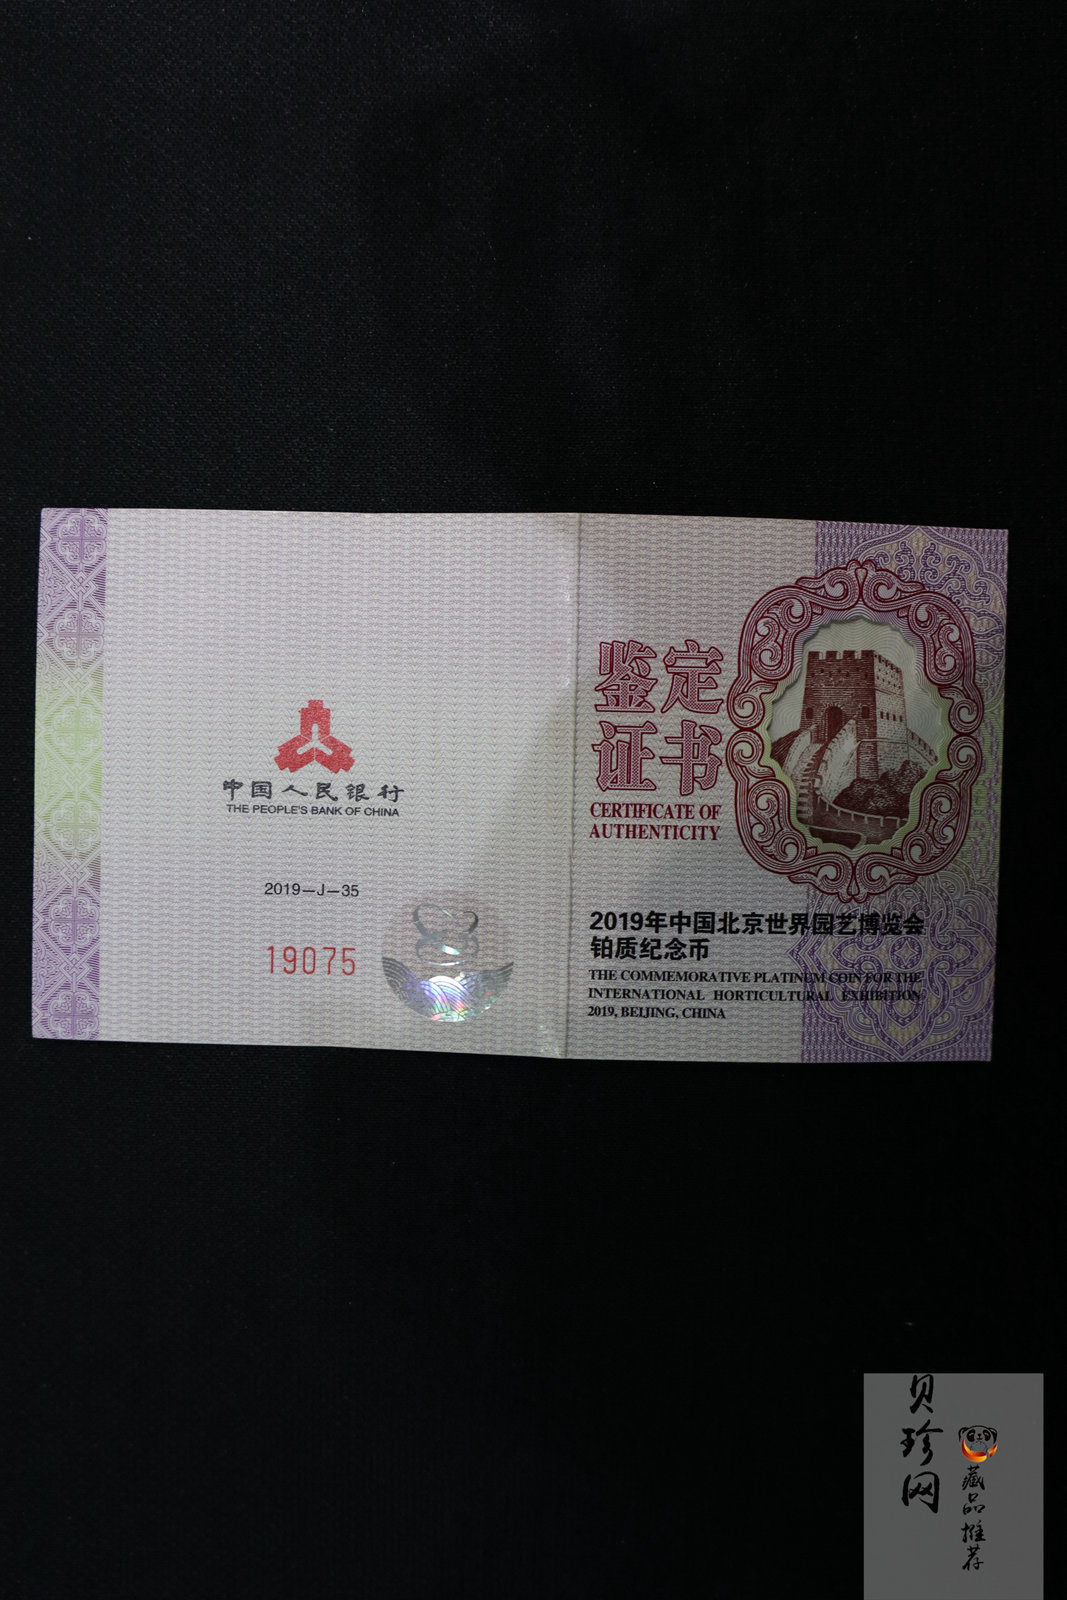 中国人民银行
THE PEOPLE'S BANK OF CHINA
2019-J-35
19075
鉴定
证书
CERTIFICATE OF
AUTHENTICITY
2019年中国北京世界园艺博览会
铂质纪念币
THE COMMEMORATIVE PLATINUM COIN FOR THE
INTERNATIONAL HORTICULTURAL EXHIBITION
2019, BEIJING, CHINA
贝珍网
藏品推荐